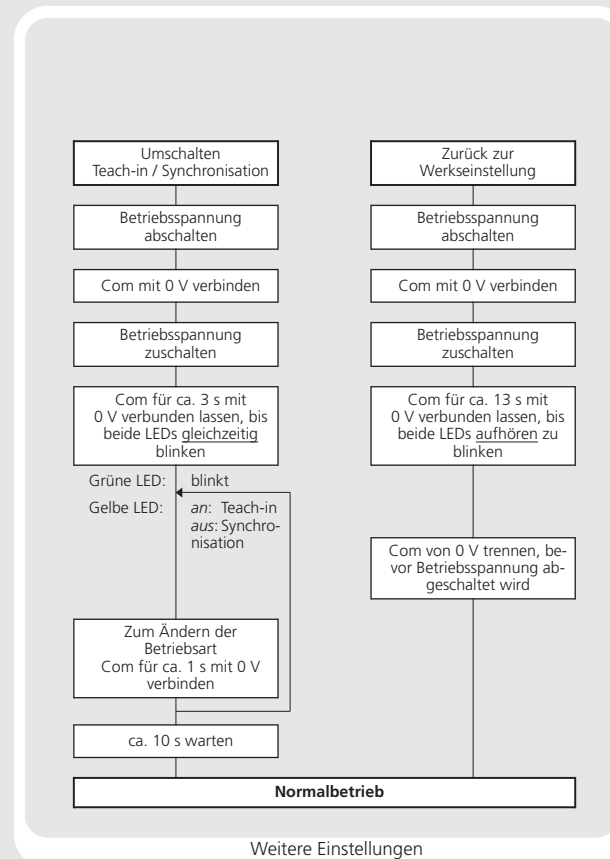 Umschalten
Teach-in / Synchronisation
Betriebsspannung
abschalten
Com mit 0 V verbinden
Betriebsspannung
zuschalten
Com für ca. 3 s mit
0 V verbunden lassen, bis
beide LEDs gleichzeitig
blinken
Grüne LED: blinkt
Gelbe LED: an: Teach-in
aus: Synchro-
nisation
Zum Ändern der
Betriebsart
Com für ca. 1 s mit 0 V
verbinden
ca. 10 s warten
Zurück zur
Werkseinstellung
Betriebsspannung
abschalten
Com mit 0 V verbinden
Betriebsspannung
zuschalten
Com für ca. 13 s mit
0 V verbunden lassen, bis
beide LEDs aufhören zu
blinken
Com von 0 V trennen, be-
vor Betriebsspannung ab-
geschaltet wird
Normalbetrieb
Weitere Einstellungen